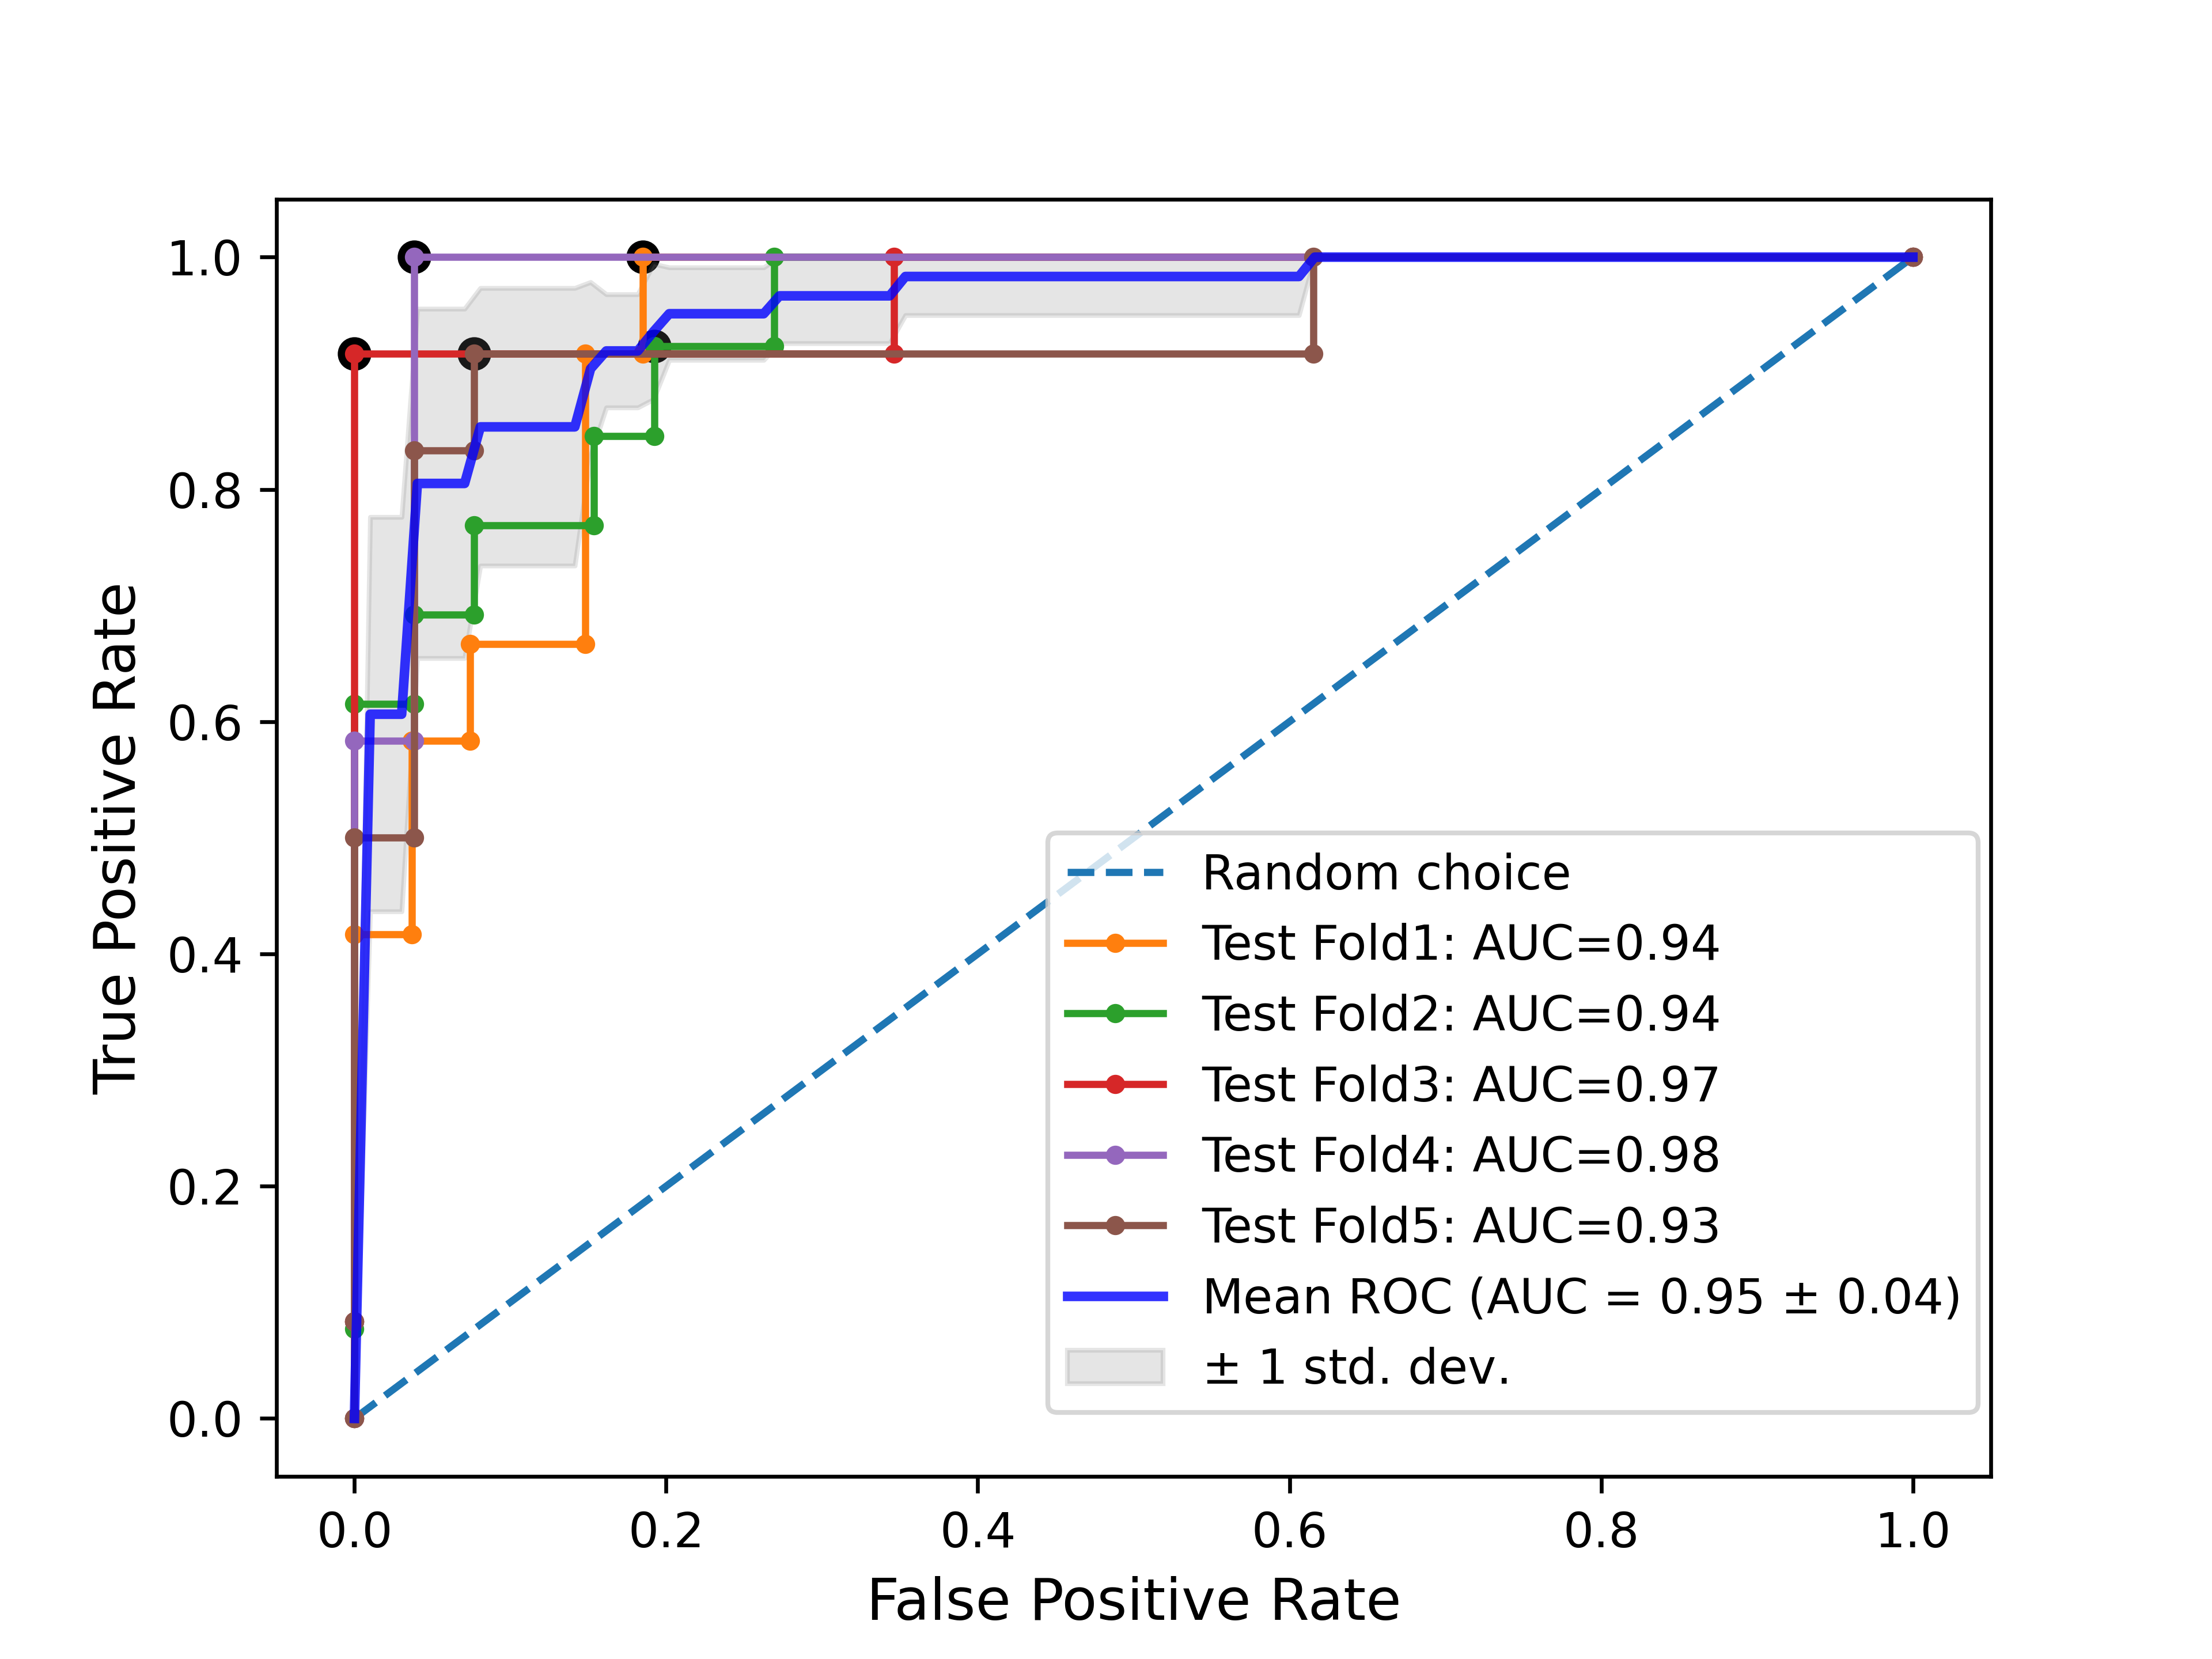 1.0
0.8
0.6
0.4
0.2
0.0
True Positive Rate
0.0 0.2 0.4 0.6 0.8 1.0
False Positive Rate
Random choice
Test Fold1: AUC=0.94
Test Fold2: AUC=0.94
Test Fold3: AUC=0.97
Test Fold4: AUC=0.98
Test Fold5: AUC=0.93
Mean ROC (AUC = 0.95 ± 0.04)
± 1 std. dev.